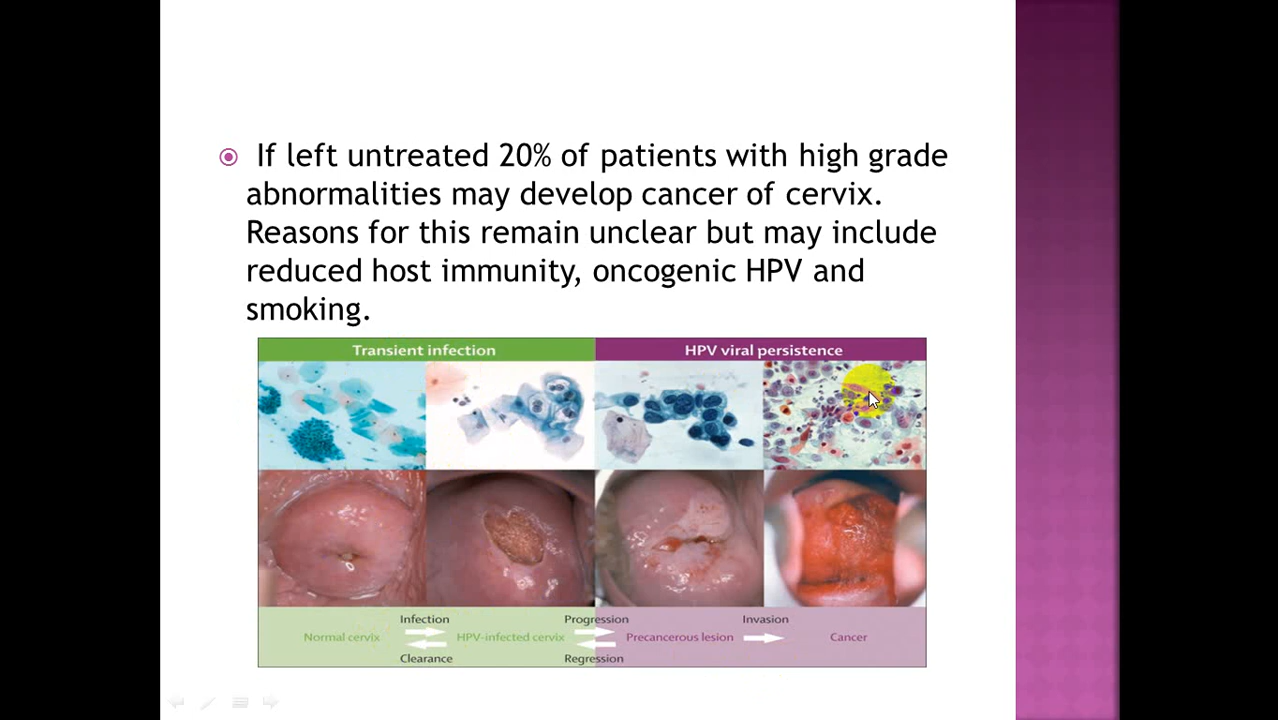 If left untreated 20% of patients with high grade
abnormalities may develop cancer of cervix.
Reasons for this remain unclear but may include
reduced host immunity, oncogenic HPV and
smoking.
Transient infection HPV viral persistence
Infection Progression Invasion
Normal cervix HPV-infected cervix Precancerous lesion Cancer
Clearance Regression